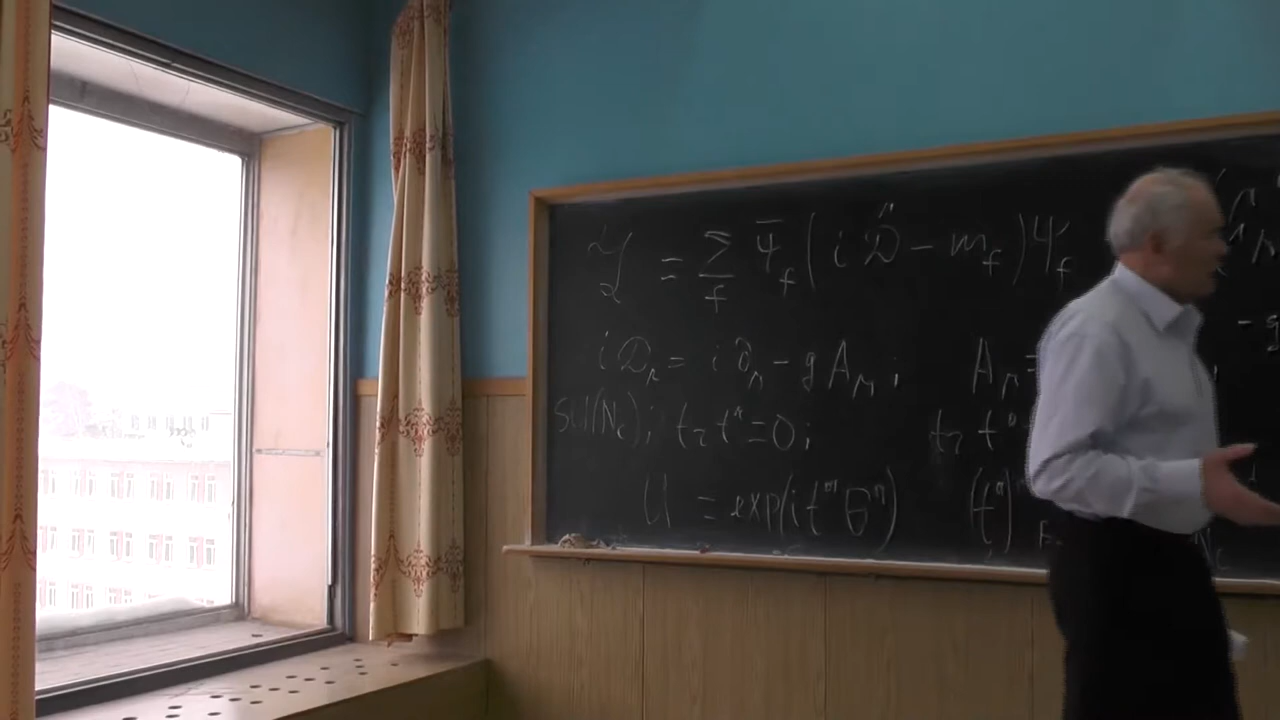 ℒ = Σ_f ψ̄_f ( i 𝒟̂ − m_f ) ψ_f
i 𝒟_μ = i ∂_μ − g A_μ ; A_μ =
SU(N_c); tr t^a = 0; tr t^a
U = exp(i t^a θ^a) (t^a)